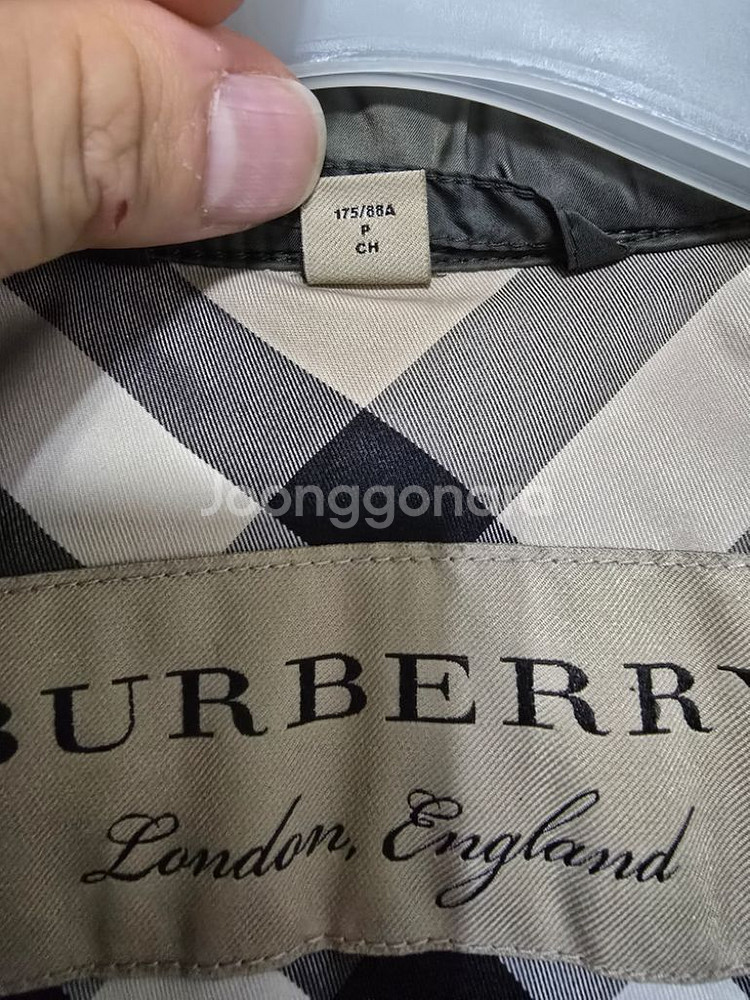 175/88A
P
CH
Joonggonara
BURBERRY
London, England